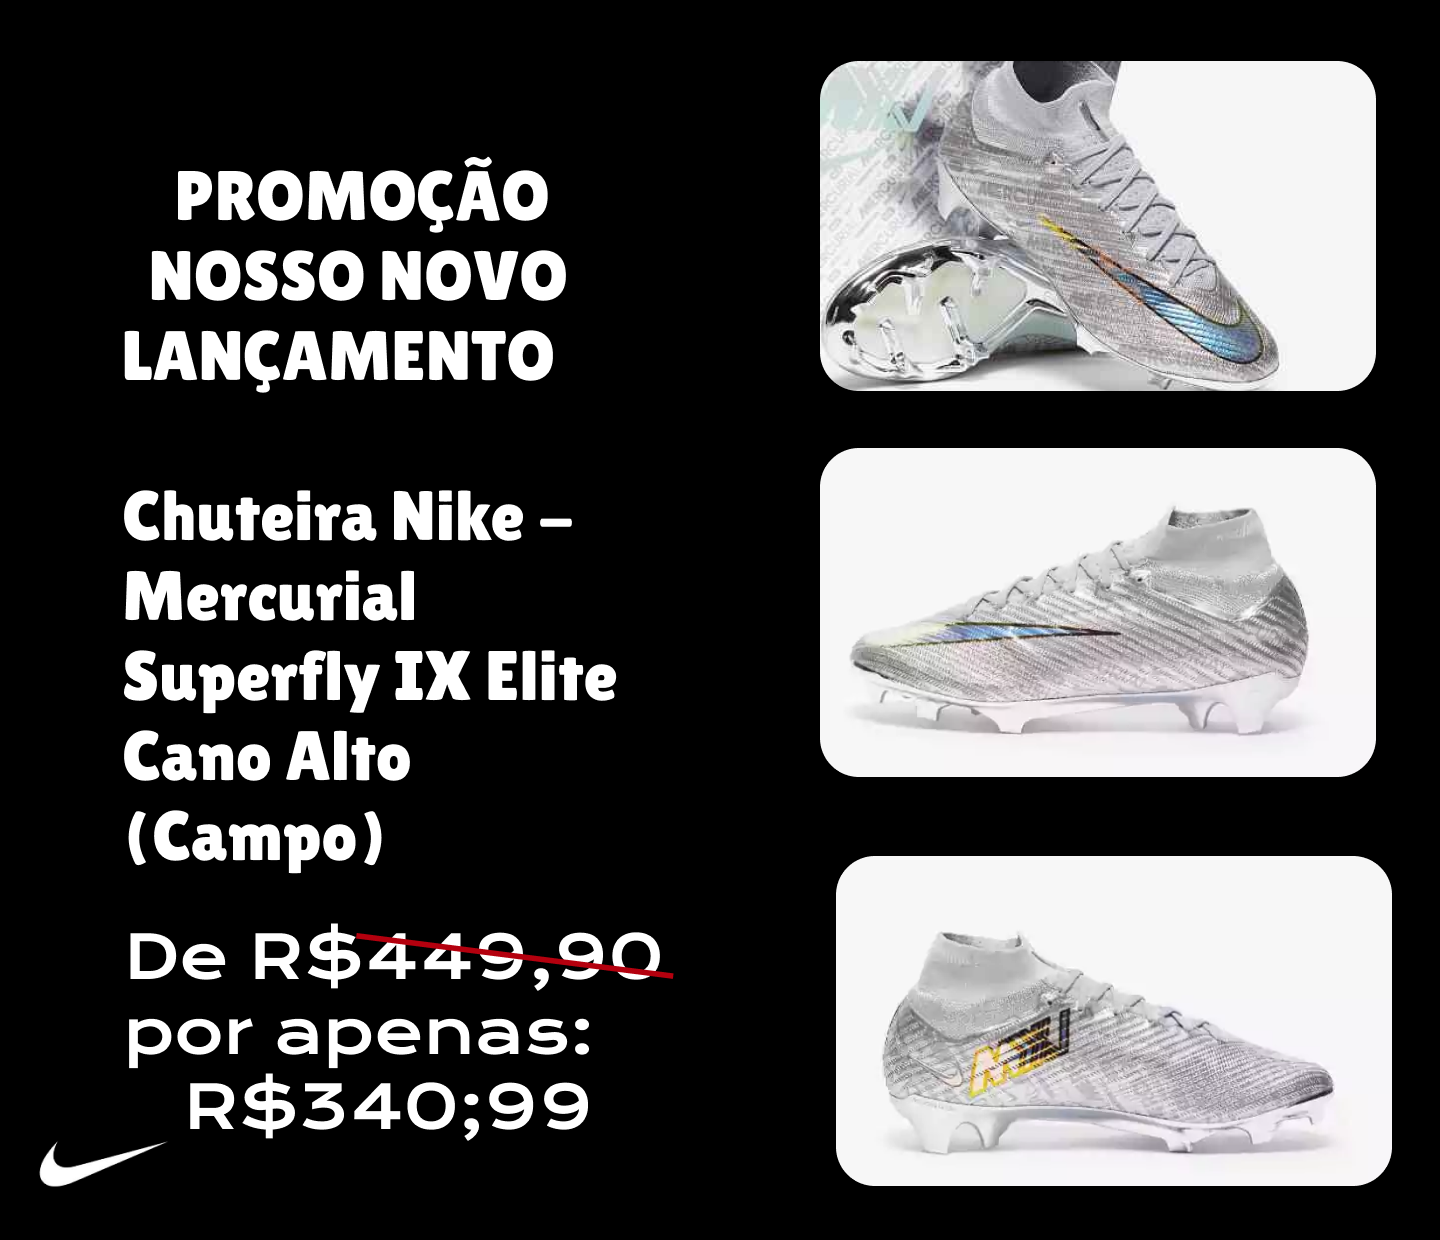 PROMOÇÃO
NOSSO NOVO
LANÇAMENTO
Chuteira Nike –
Mercurial
Superfly IX Elite
Cano Alto
(Campo)
De R$449,90
por apenas:
R$340;99